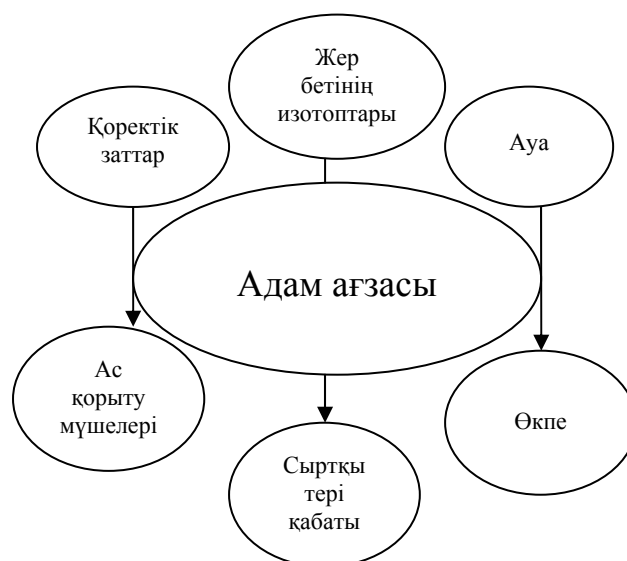 Жер
бетінің
изотоптары
Қоректік
заттар
Ауа
Адам ағзасы
Ас
қорыту
мүшелері
Өкпе
Сыртқы
тері
қабаты